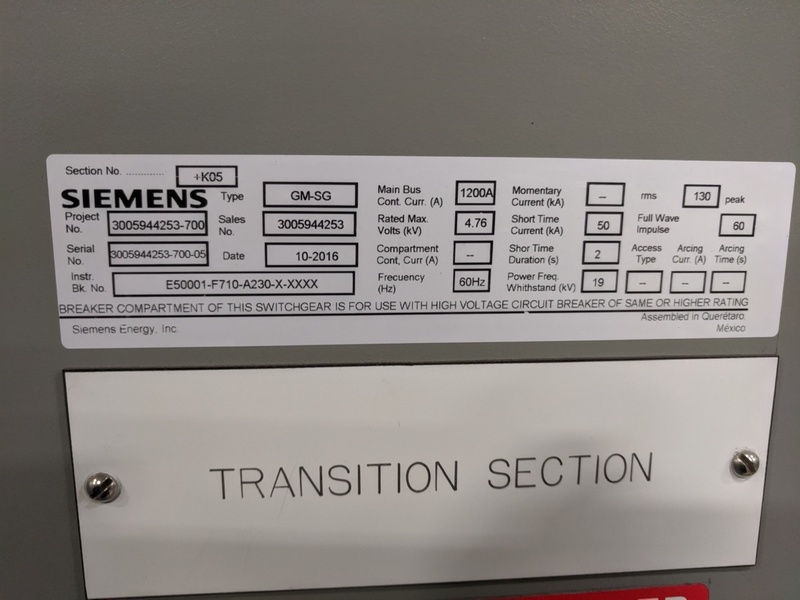 Section No. ............ +K05
SIEMENS
Type GM-SG
Main Bus Cont. Curr. (A) 1200A
Momentary Current (kA) -- rms 130 peak
Project No. 3005944253-700
Sales No. 3005944253
Rated Max. Volts (kV) 4.76
Short Time Current (kA) 50
Full Wave Impulse 60
Serial No. 3005944253-700-05
Date 10-2016
Compartment Cont, Curr (A) --
Shor Time Duration (s) 2
Access Type --
Arcing Curr. (A) --
Arcing Time (s) --
Instr. Bk. No. E50001-F710-A230-X-XXXX
Frecuency (Hz) 60Hz
Power Freq. Whithstand (kV) 19
BREAKER COMPARTMENT OF THIS SWITCHGEAR IS FOR USE WITH HIGH VOLTAGE CIRCUIT BREAKER OF SAME OR HIGHER RATING
Siemens Energy, Inc.
Assembled in Querétaro.
México
TRANSITION SECTION